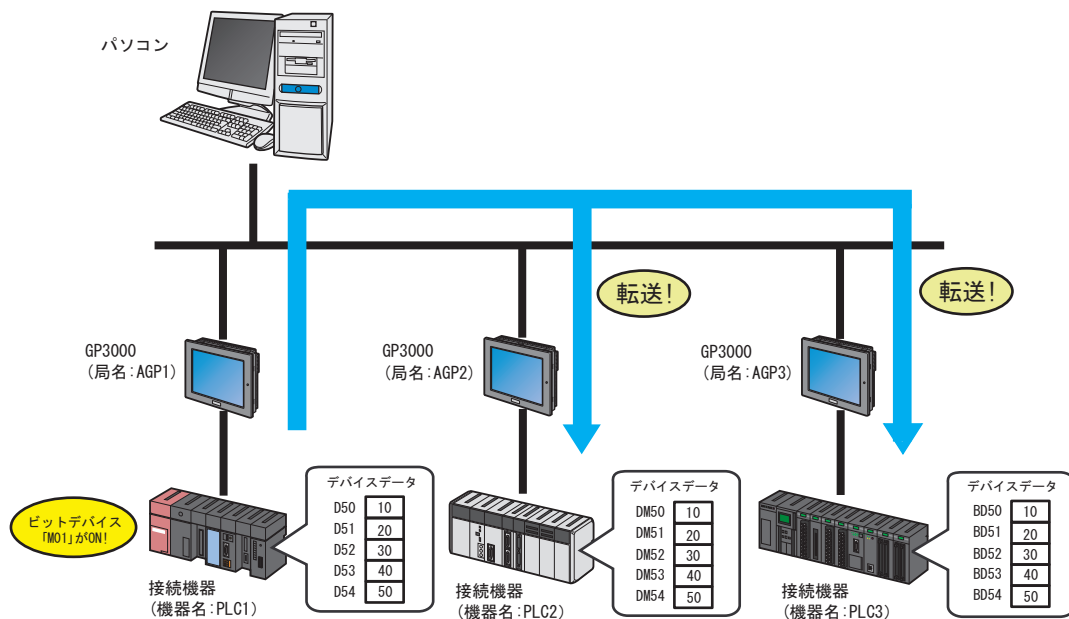 パソコン
転送!
転送!
GP3000
(局名:AGP1)
GP3000
(局名:AGP2)
GP3000
(局名:AGP3)
ビットデバイス
「M01」がON!
接続機器
(機器名:PLC1)
デバイスデータ
D50 10
D51 20
D52 30
D53 40
D54 50
接続機器
(機器名:PLC2)
デバイスデータ
DM50 10
DM51 20
DM52 30
DM53 40
DM54 50
接続機器
(機器名:PLC3)
デバイスデータ
BD50 10
BD51 20
BD52 30
BD53 40
BD54 50